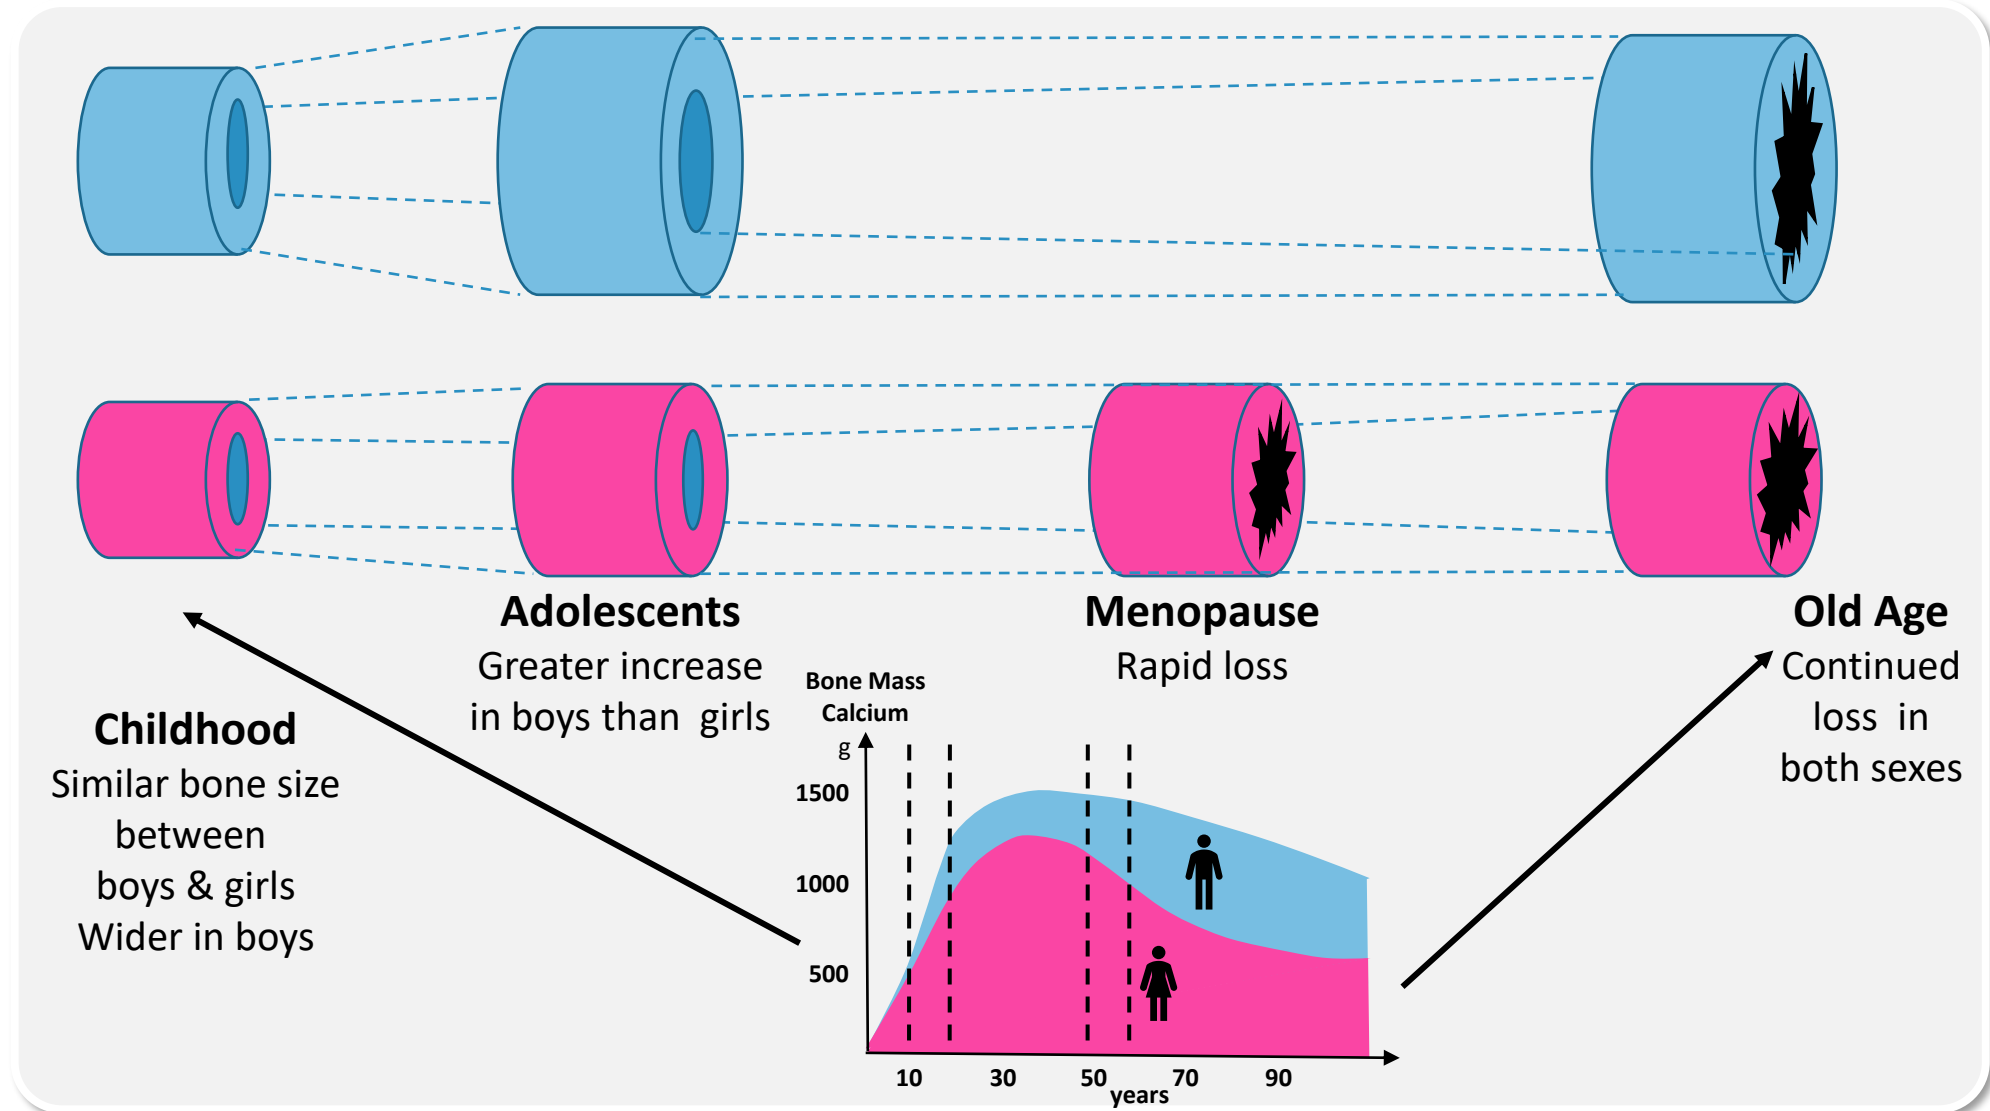 Adolescents
Greater increase
in boys than  girls
Menopause
Rapid loss
Old Age
Continued
loss  in
both sexes
Childhood
Similar bone size
between
boys & girls
Wider in boys
Bone Mass
Calcium
g
1500
1000
500
10
30
50
70
90
years